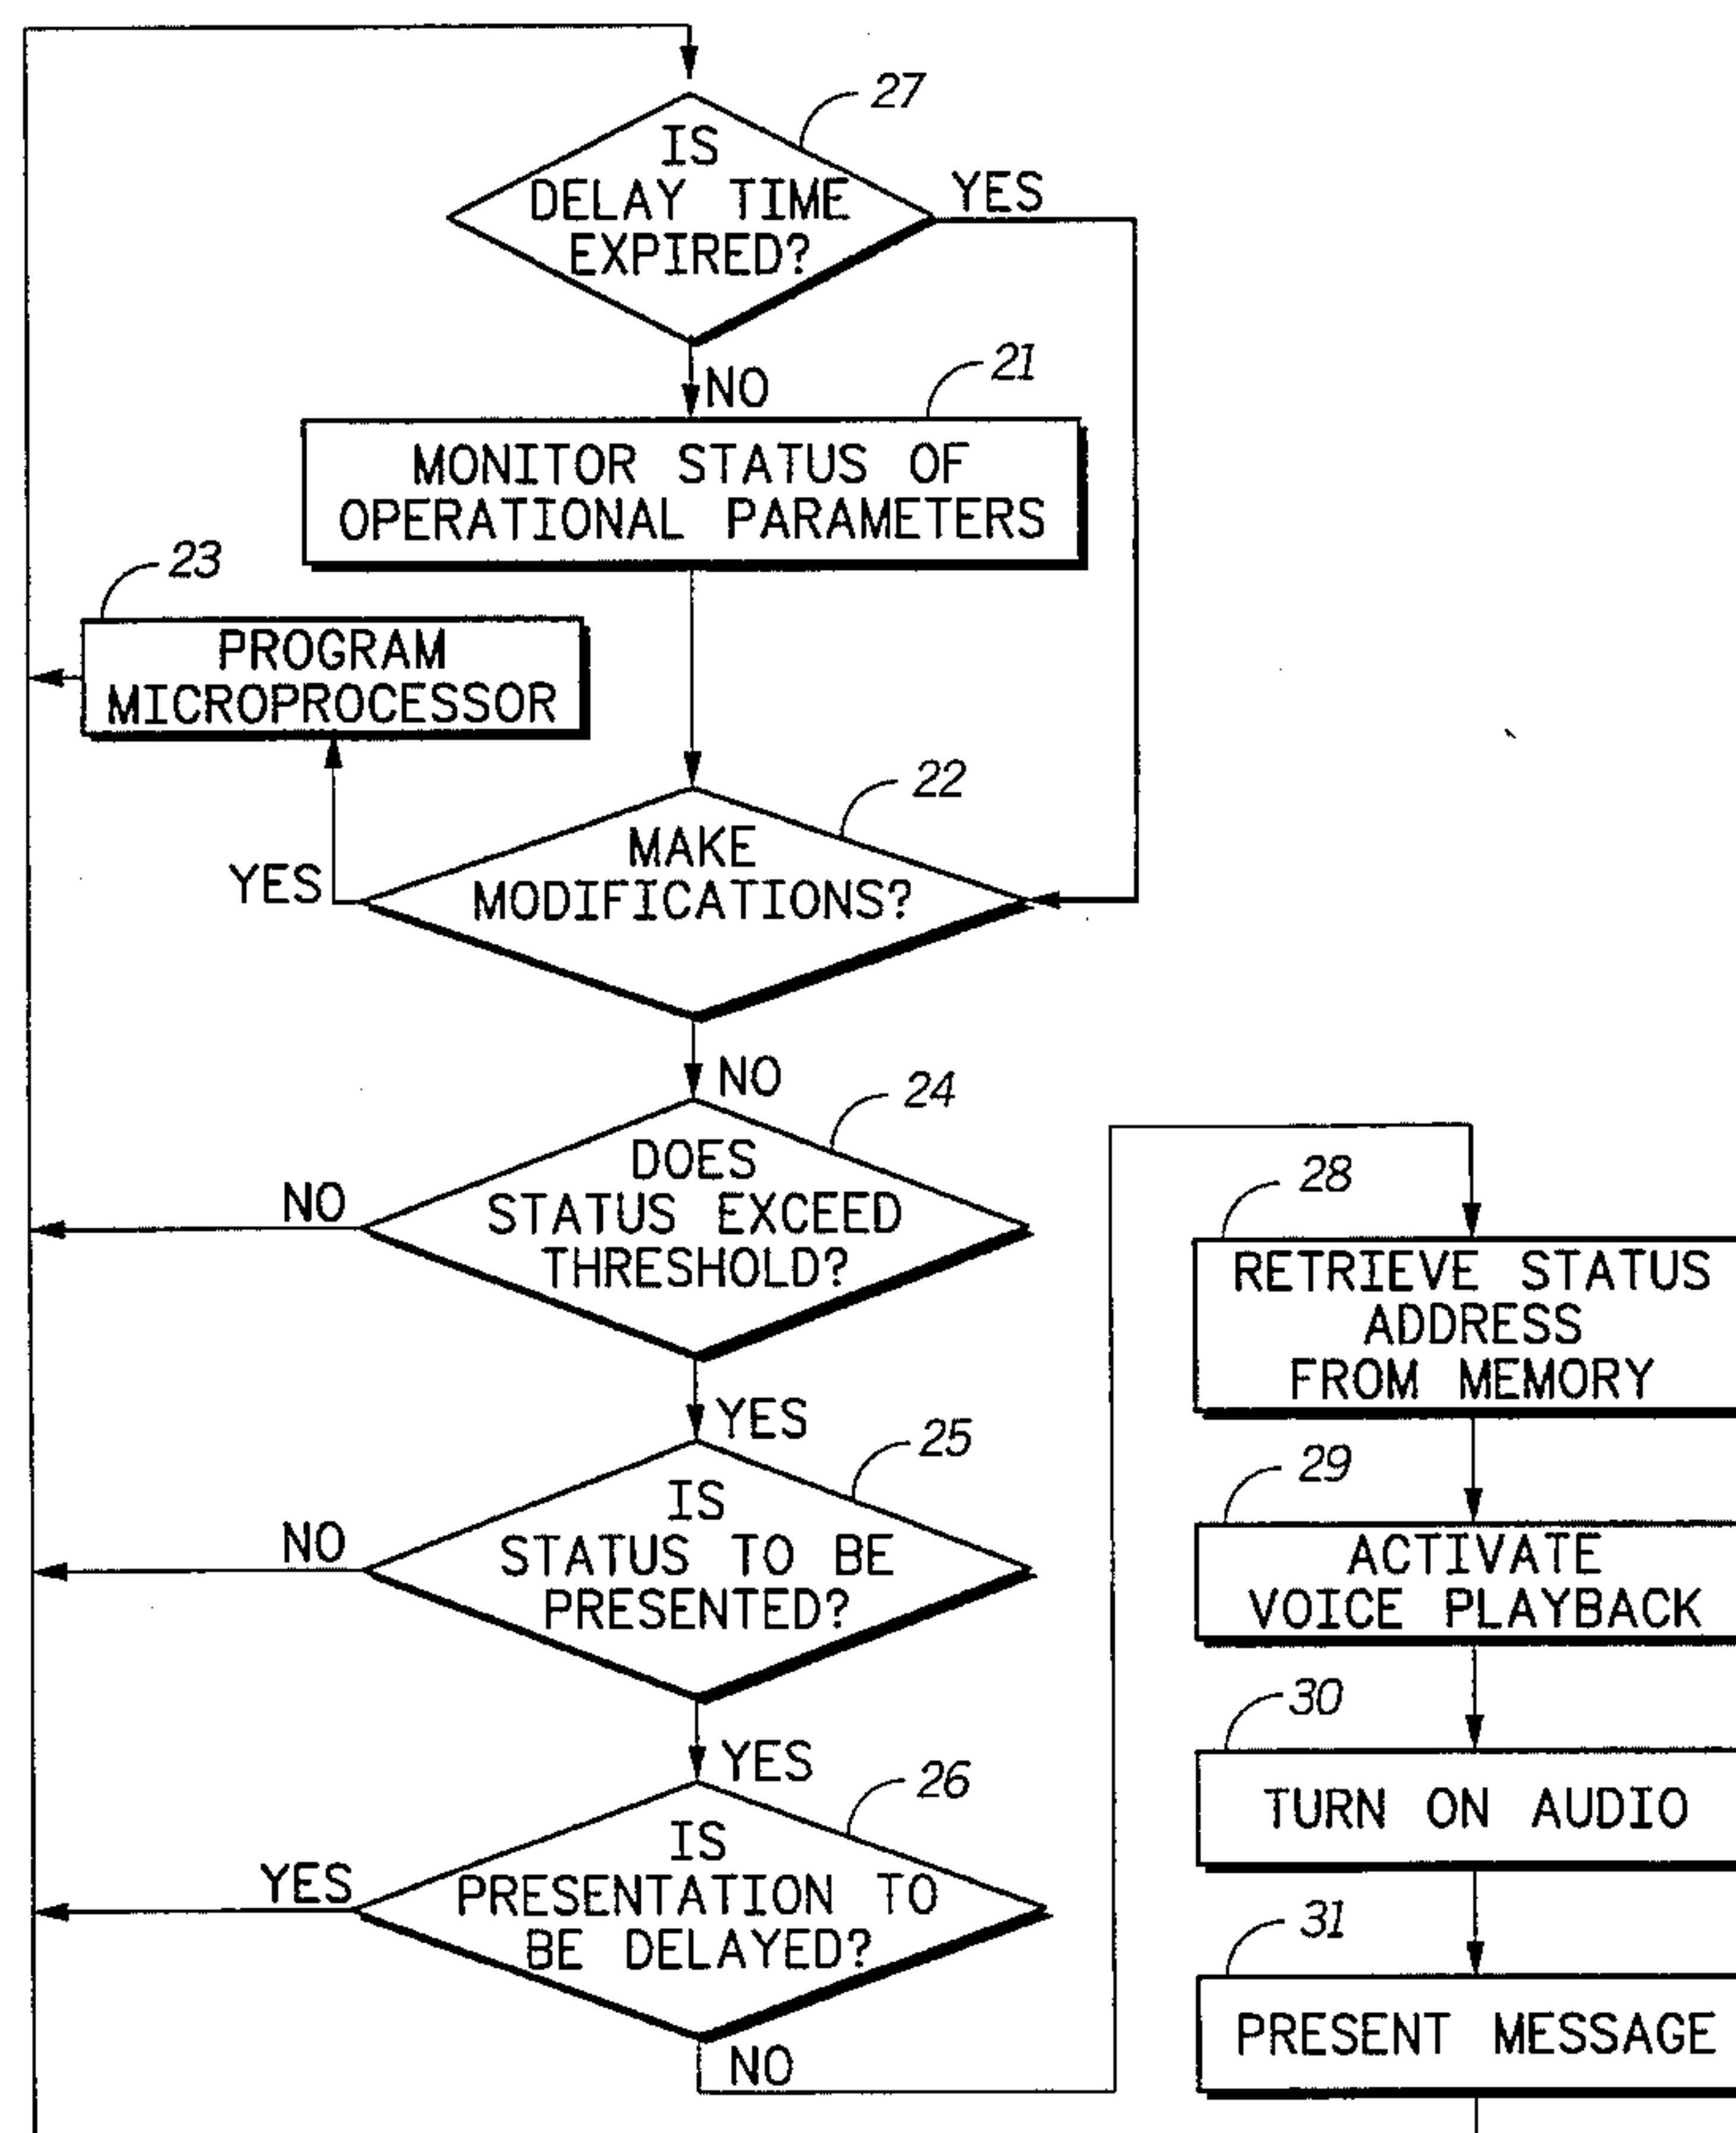 27
IS
DELAY TIME
EXPIRED?
YES
NO
21
MONITOR STATUS OF
OPERATIONAL PARAMETERS
23
PROGRAM
MICROPROCESSOR
22
MAKE
MODIFICATIONS?
YES
NO
24
DOES
STATUS EXCEED
THRESHOLD?
NO
YES
25
IS
STATUS TO BE
PRESENTED?
NO
YES
26
IS
PRESENTATION TO
BE DELAYED?
YES
NO
28
RETRIEVE STATUS
ADDRESS
FROM MEMORY
29
ACTIVATE
VOICE PLAYBACK
30
TURN ON AUDIO
31
PRESENT MESSAGE